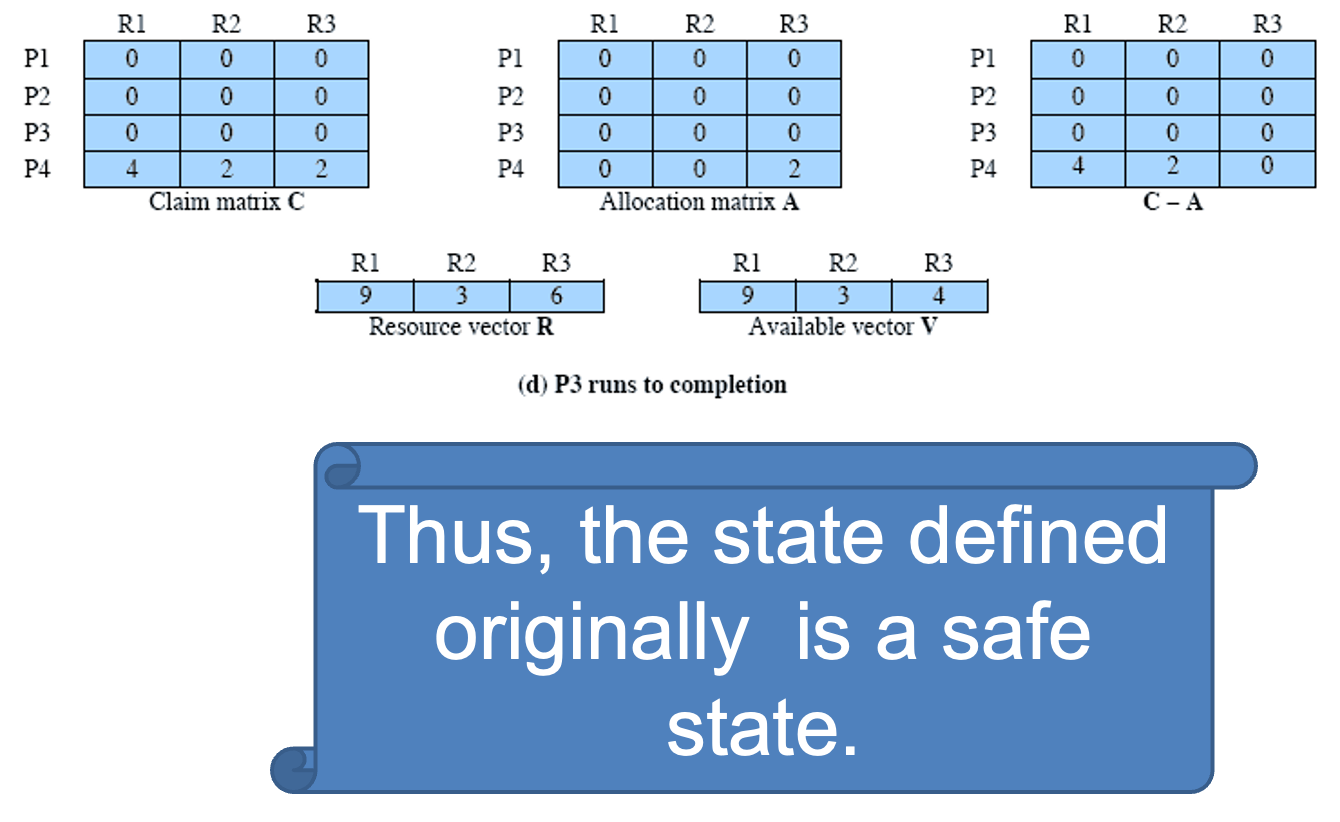 R1 R2 R3 R1 R2 R3 R1 R2 R3
P1 0 0 0 P1 0 0 0 P1 0 0 0
P2 0 0 0 P2 0 0 0 P2 0 0 0
P3 0 0 0 P3 0 0 0 P3 0 0 0
P4 4 2 2 P4 0 0 2 P4 4 2 0
Claim matrix C Allocation matrix A C – A
R1 R2 R3 R1 R2 R3
9 3 6 9 3 4
Resource vector R Available vector V
(d) P3 runs to completion
Thus, the state defined
originally is a safe
state.